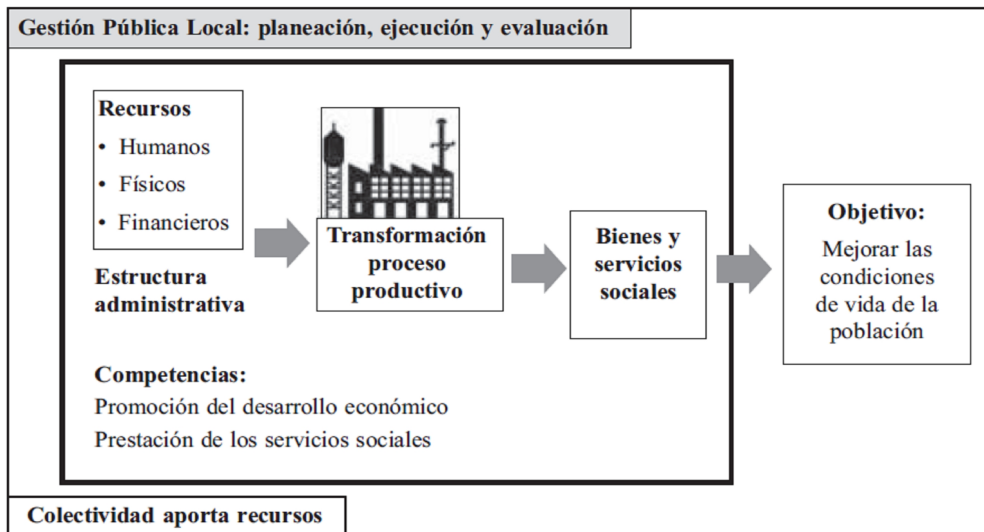 Gestión Pública Local: planeación, ejecución y evaluación
Recursos
• Humanos
• Físicos
• Financieros
Estructura
administrativa
Transformación
proceso
productivo
Bienes y
servicios
sociales
Objetivo:
Mejorar las
condiciones
de vida de la
población
Competencias:
Promoción del desarrollo económico
Prestación de los servicios sociales
Colectividad aporta recursos